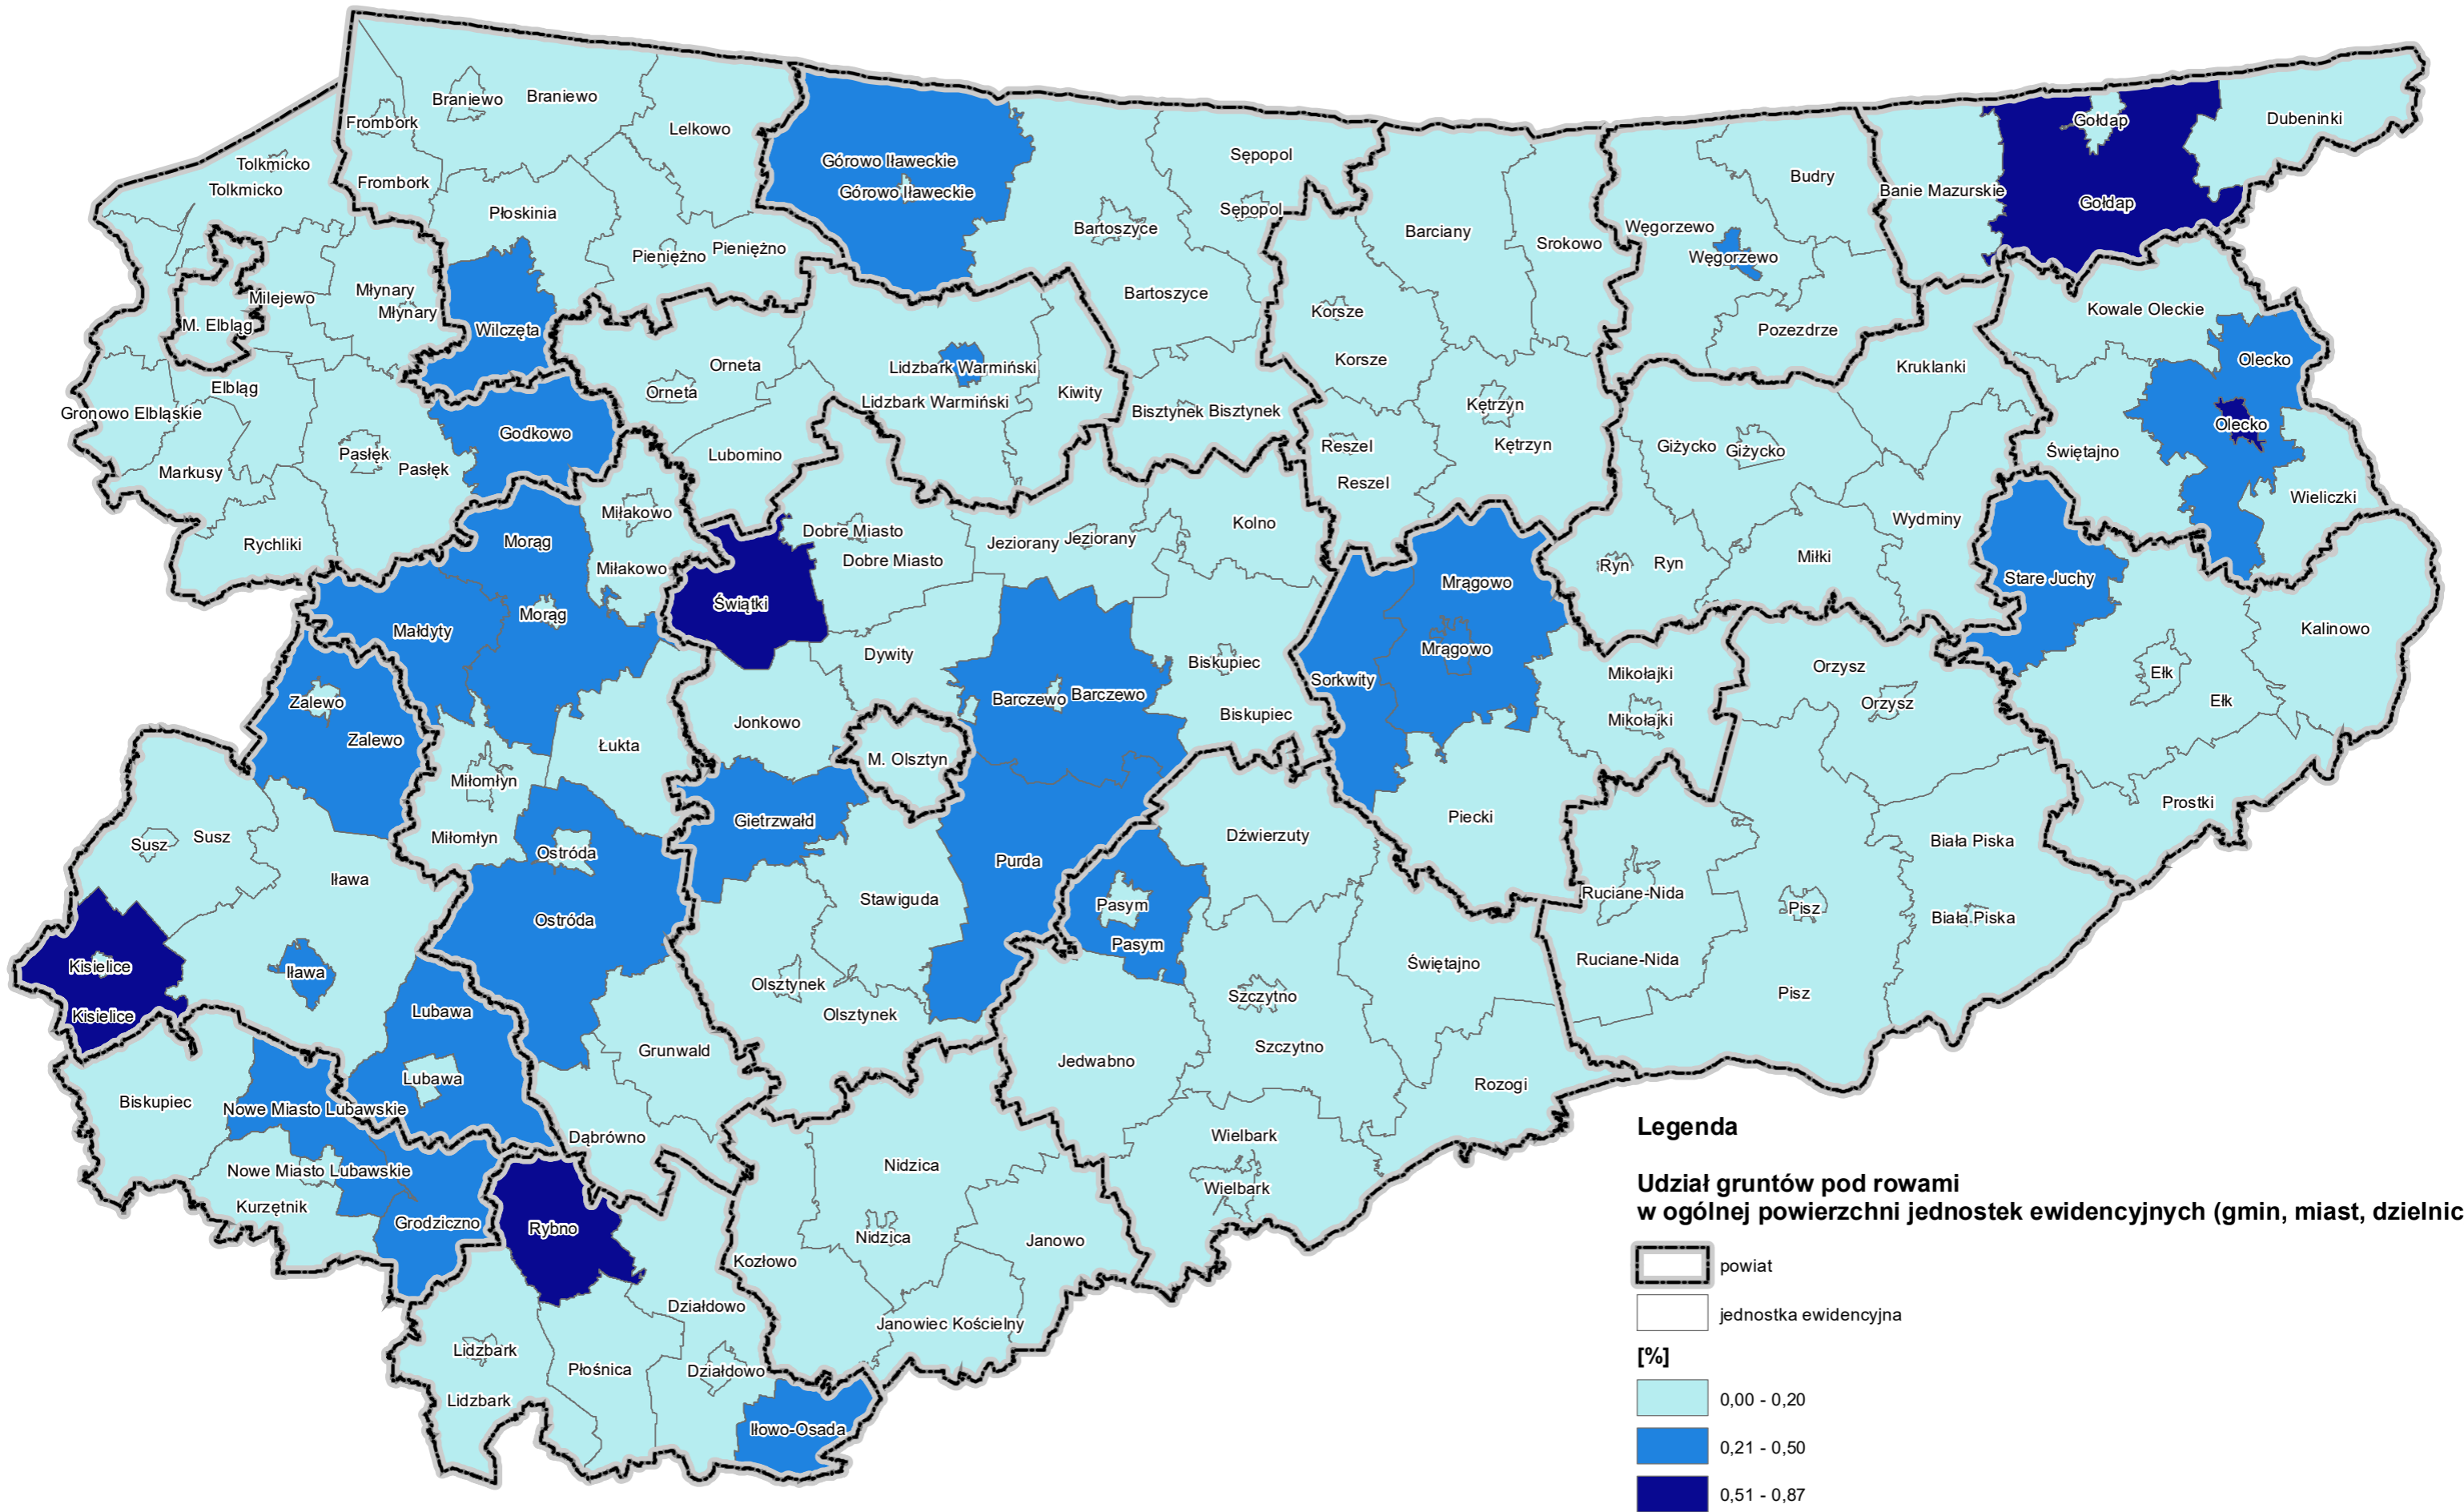 Braniewo
Braniewo
Frombork
Lelkowo
Tolkmicko
Tolkmicko
Frombork
Płoskinia
Pieniężno
Pieniężno
Górowo Iławeckie
Górowo Iławeckie
Sępopol
Sępopol
Bartoszyce
Bartoszyce
Barciany
Srokowo
Węgorzewo
Węgorzewo
Budry
Banie Mazurskie
Gołdap
Gołdap
Dubeninki
Milejewo
Młynary
Młynary
M. Elbląg
Wilczęta
Orneta
Orneta
Lidzbark Warmiński
Lidzbark Warmiński
Kiwity
Bisztynek
Bisztynek
Korsze
Korsze
Pozezdrze
Kruklanki
Kowale Oleckie
Olecko
Olecko
Elbląg
Gronowo Elbląskie
Godkowo
Markusy
Pasłęk
Pasłęk
Lubomino
Reszel
Reszel
Kętrzyn
Kętrzyn
Giżycko
Giżycko
Świętajno
Wieliczki
Rychliki
Morąg
Morąg
Miłakowo
Miłakowo
Dobre Miasto
Dobre Miasto
Jeziorany
Jeziorany
Kolno
Wydminy
Miłki
Ryn
Ryn
Stare Juchy
Świątki
Małdyty
Mrągowo
Mrągowo
Kalinowo
Dywity
Biskupiec
Biskupiec
Sorkwity
Mikołajki
Mikołajki
Orzysz
Orzysz
Ełk
Ełk
Zalewo
Zalewo
Barczewo
Barczewo
Jonkowo
Łukta
M. Olsztyn
Miłomłyn
Miłomłyn
Gietrzwałd
Piecki
Prostki
Susz
Susz
Iława
Ostróda
Ostróda
Dźwierzuty
Purda
Biała Piska
Biała Piska
Stawiguda
Pasym
Pasym
Ruciane-Nida
Ruciane-Nida
Pisz
Pisz
Kisielice
Kisielice
Iława
Lubawa
Lubawa
Olsztynek
Olsztynek
Szczytno
Szczytno
Świętajno
Jedwabno
Grunwald
Rozogi
Biskupiec
Nowe Miasto Lubawskie
Nowe Miasto Lubawskie
Dąbrówno
Wielbark
Wielbark
Nidzica
Nidzica
Kurzętnik
Grodziczno
Rybno
Kozłowo
Janowo
Działdowo
Działdowo
Janowiec Kościelny
Lidzbark
Lidzbark
Płośnica
Iłowo-Osada
Legenda
Udział gruntów pod rowami
w ogólnej powierzchni jednostek ewidencyjnych (gmin, miast, dzielnic
powiat
jednostka ewidencyjna
[%]
0,00 - 0,20
0,21 - 0,50
0,51 - 0,87